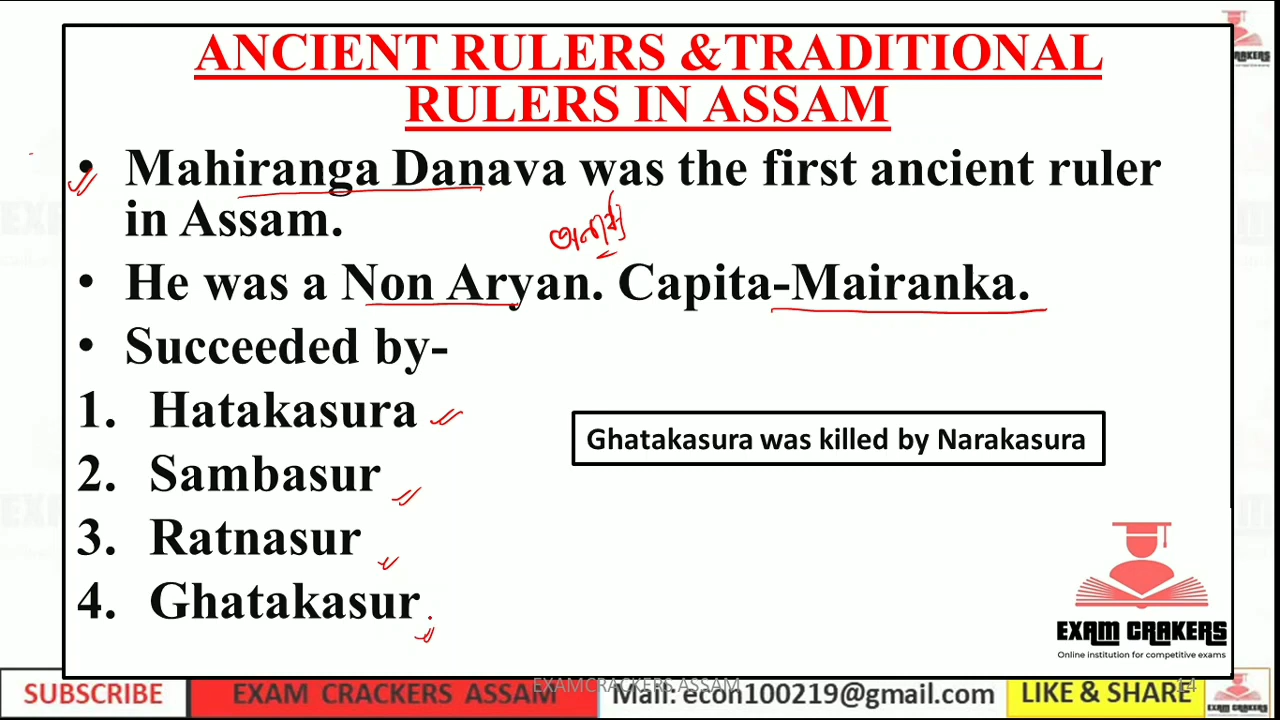 ANCIENT RULERS &TRADITIONAL
RULERS IN ASSAM
• Mahiranga Danava was the first ancient ruler
in Assam.
অনার্য
• He was a Non Aryan. Capita-Mairanka.
• Succeeded by-
1. Hatakasura
Ghatakasura was killed by Narakasura
2. Sambasur
3. Ratnasur
4. Ghatakasur
EXAM CRAKERS
Online institution for competitive exams
SUBSCRIBE
EXAM CRACKERS ASSAM
EXAMCRACKERS ASSAM
Mail: econ100219@gmail.com
LIKE & SHARE
14